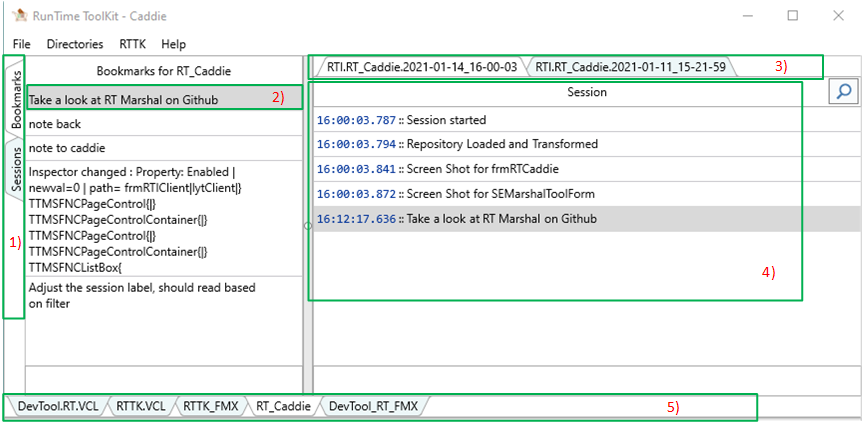 RunTime ToolKit - Caddie
File Directories RTTK Help
Bookmarks
Sessions
1)
Bookmarks for RT_Caddie
Take a look at RT Marshal on Github 2)
note back
note to caddie
Inspector changed : Property: Enabled |
newval=0 | path= frmRTIClient|lytClient|}
TTMSFNCPageControl{|}
TTMSFNCPageControlContainer{|}
TTMSFNCPageControl{|}
TTMSFNCPageControlContainer{|}
TTMSFNCListBox{
Adjust the session label, should read based
on filter
RTI.RT_Caddie.2021-01-14_16-00-03 RTI.RT_Caddie.2021-01-11_15-21-59 3)
Session
16:00:03.787 :: Session started
16:00:03.794 :: Repository Loaded and Transformed
16:00:03.841 :: Screen Shot for frmRTCaddie
16:00:03.872 :: Screen Shot for SEMarshalToolForm
16:12:17.636 :: Take a look at RT Marshal on Github
4)
DevTool.RT.VCL RTTK.VCL RTTK_FMX RT_Caddie DevTool_RT_FMX 5)